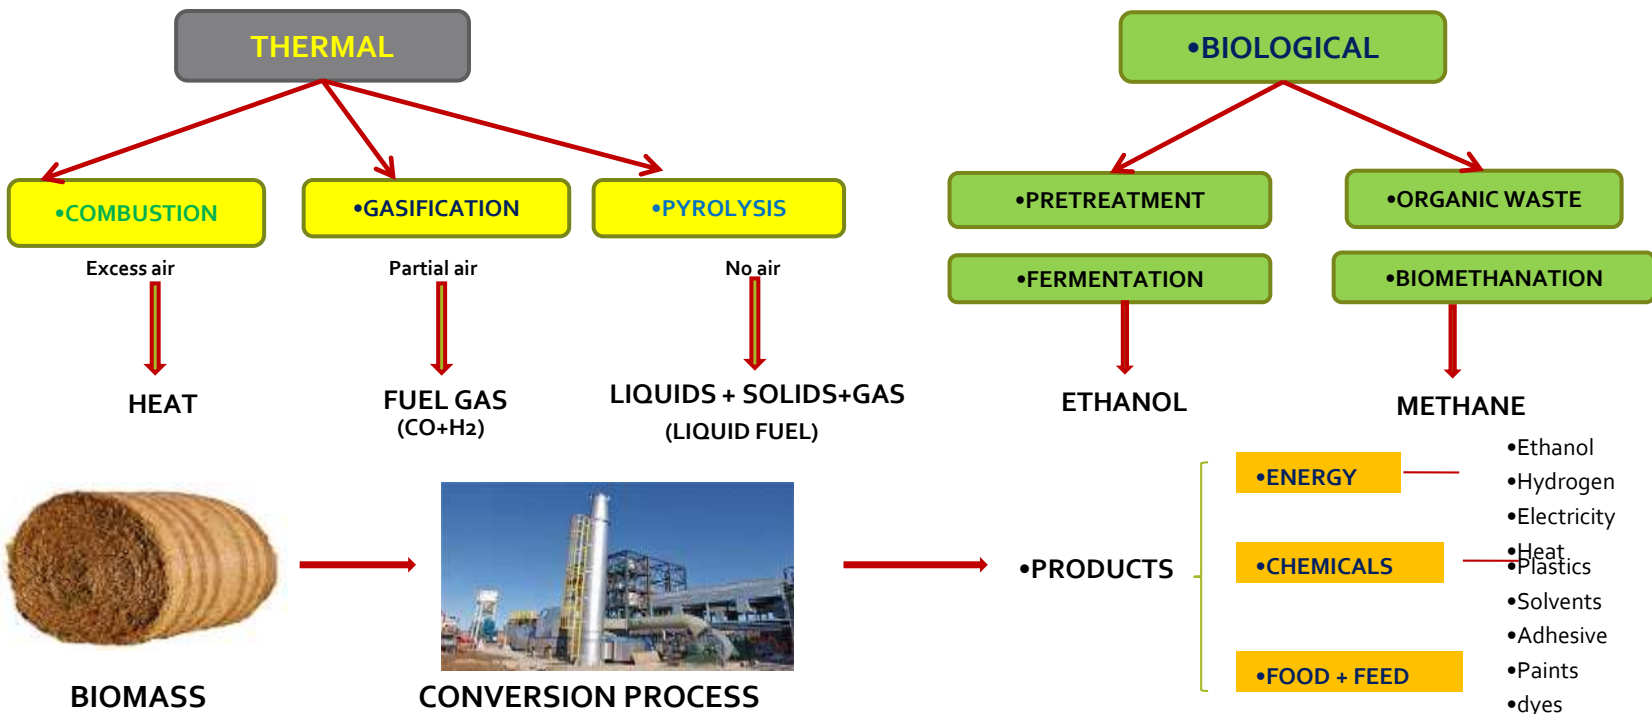 THERMAL
•BIOLOGICAL
•COMBUSTION
•GASIFICATION
•PYROLYSIS
•PRETREATMENT
•ORGANIC WASTE
Excess air
Partial air
No air
•FERMENTATION
•BIOMETHANATION
HEAT
FUEL GAS
(CO+H2)
LIQUIDS + SOLIDS+GAS
(LIQUID FUEL)
ETHANOL
METHANE
BIOMASS
CONVERSION PROCESS
•PRODUCTS
•ENERGY
•CHEMICALS
•FOOD + FEED
•Ethanol
•Hydrogen
•Electricity
•Heat
•Plastics
•Solvents
•Adhesive
•Paints
•dyes